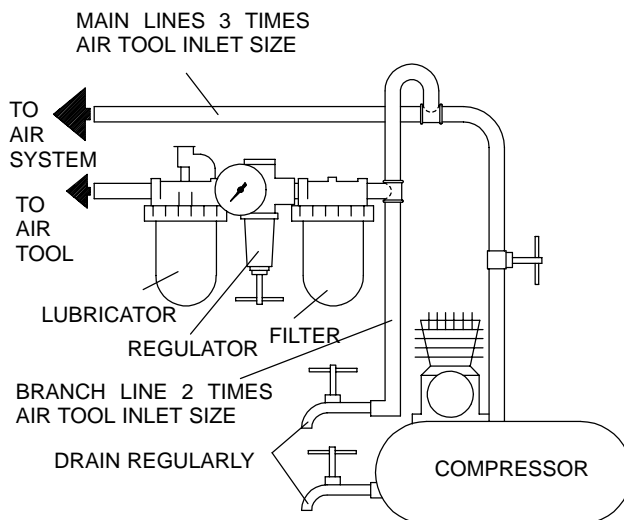 MAIN LINES 3 TIMES
AIR TOOL INLET SIZE
TO
AIR
SYSTEM
TO
AIR
TOOL
LUBRICATOR
REGULATOR
FILTER
BRANCH LINE 2 TIMES
AIR TOOL INLET SIZE
DRAIN REGULARLY
COMPRESSOR